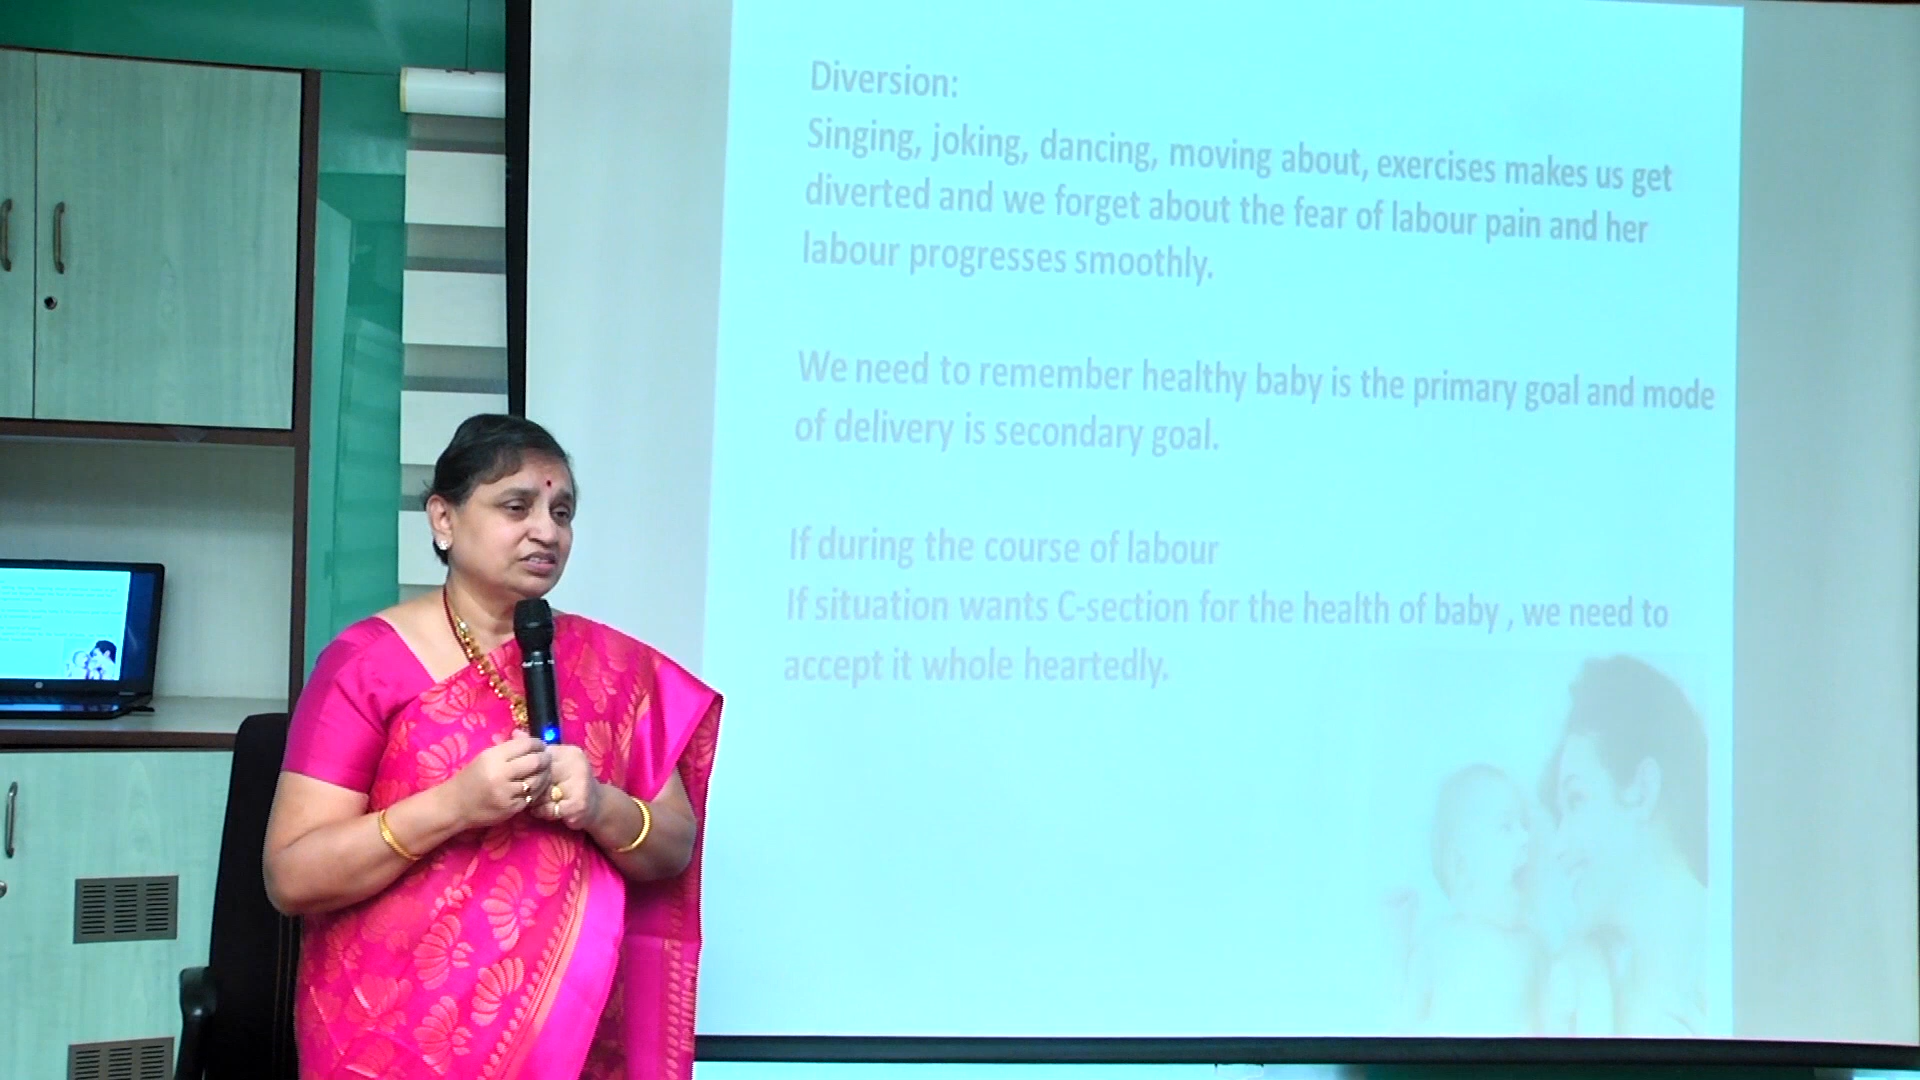 Diversion:
Singing, joking, dancing, moving about, exercises makes us get
diverted and we forget about the fear of labour pain and her
labour progresses smoothly.
We need to remember healthy baby is the primary goal and mode
of delivery is secondary goal.
If during the course of labour
If situation wants C-section for the health of baby , we need to
accept it whole heartedly.